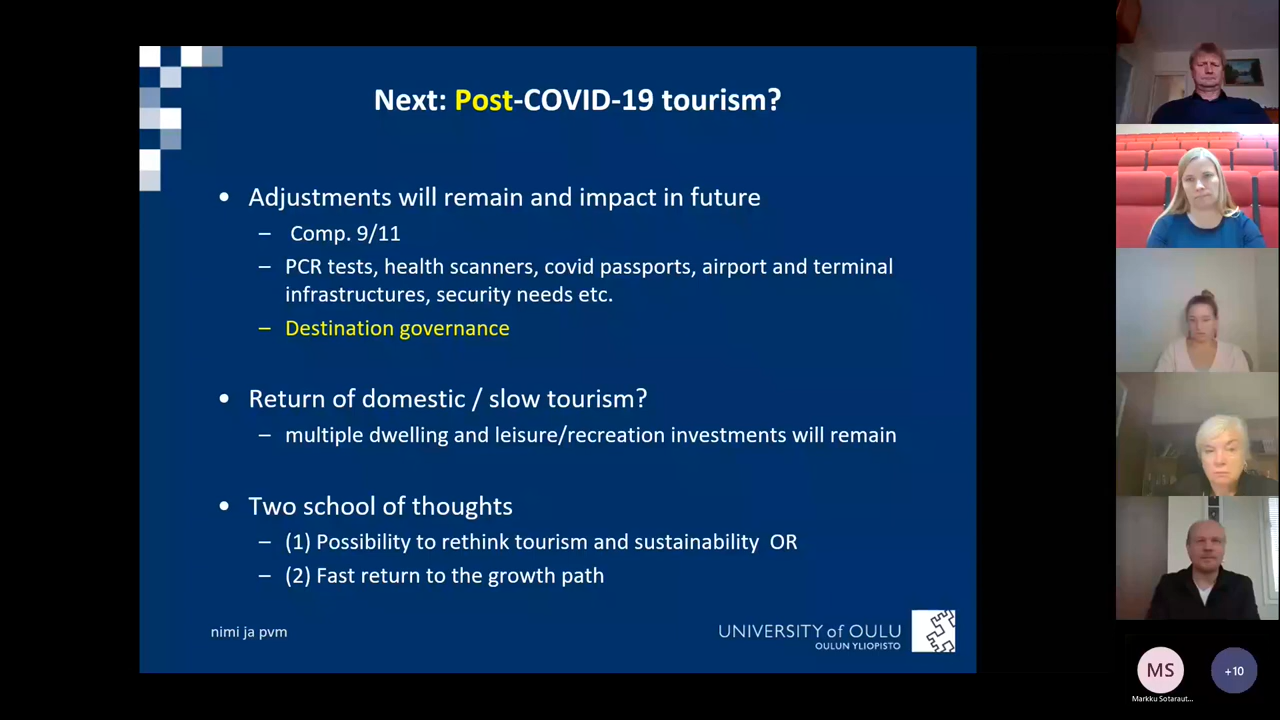 Next: Post-COVID-19 tourism?
• Adjustments will remain and impact in future
– Comp. 9/11
– PCR tests, health scanners, covid passports, airport and terminal
infrastructures, security needs etc.
– Destination governance
• Return of domestic / slow tourism?
– multiple dwelling and leisure/recreation investments will remain
• Two school of thoughts
– (1) Possibility to rethink tourism and sustainability OR
– (2) Fast return to the growth path
nimi ja pvm
UNIVERSITY of OULU
OULUN YLIOPISTO
MS
+10
Markku Sotaraut...